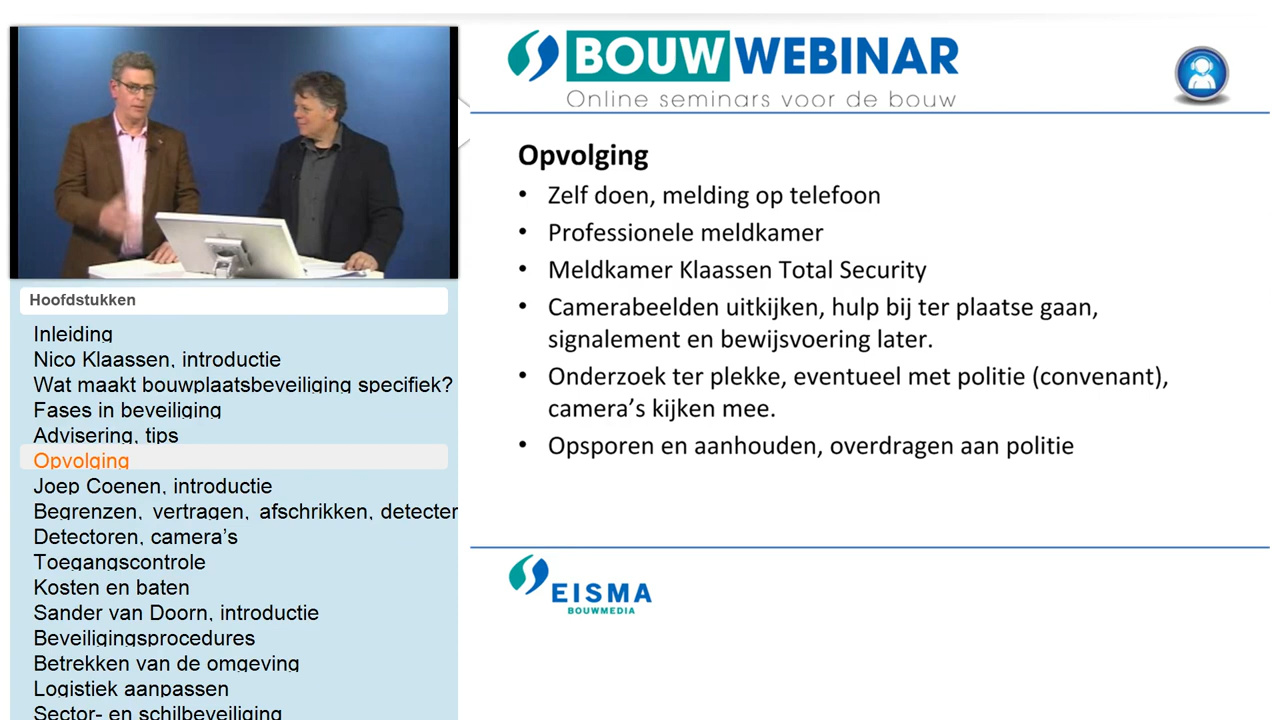 BOUW WEBINAR
Online seminars voor de bouw
Opvolging
• Zelf doen, melding op telefoon
• Professionele meldkamer
• Meldkamer Klaassen Total Security
• Camerabeelden uitkijken, hulp bij ter plaatse gaan,
signalement en bewijsvoering later.
• Onderzoek ter plekke, eventueel met politie (convenant),
camera’s kijken mee.
• Opsporen en aanhouden, overdragen aan politie
EISMA
BOUWMEDIA
Hoofdstukken
Inleiding
Nico Klaassen, introductie
Wat maakt bouwplaatsbeveiliging specifiek?
Fases in beveiliging
Advisering, tips
Opvolging
Joep Coenen, introductie
Begrenzen, vertragen, afschrikken, detecter
Detectoren, camera’s
Toegangscontrole
Kosten en baten
Sander van Doorn, introductie
Beveiligingsprocedures
Betrekken van de omgeving
Logistiek aanpassen
Sector- en schilbeveiliging